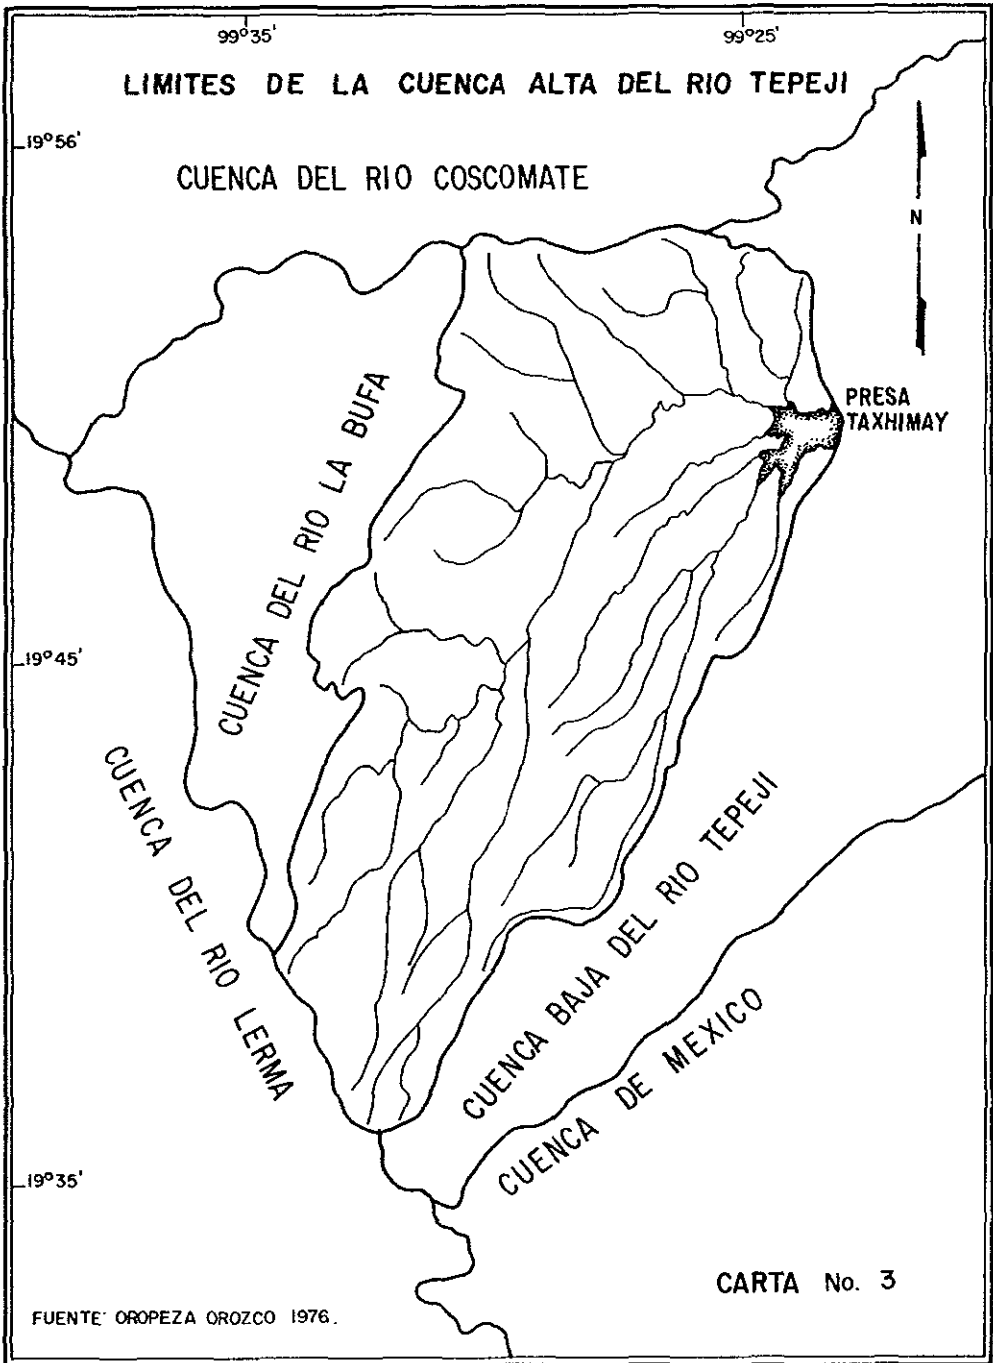 99°35'
99°25'
LIMITES DE LA CUENCA ALTA DEL RIO TEPEJI
19°56'
CUENCA DEL RIO COSCOMATE
N
PRESA
TAXHIMAY
CUENCA DEL RIO LA BUFA
19°45'
CUENCA DEL RIO LERMA
CUENCA BAJA DEL RIO TEPEJI
CUENCA DE MEXICO
19°35'
CARTA No. 3
FUENTE: OROPEZA OROZCO 1976.